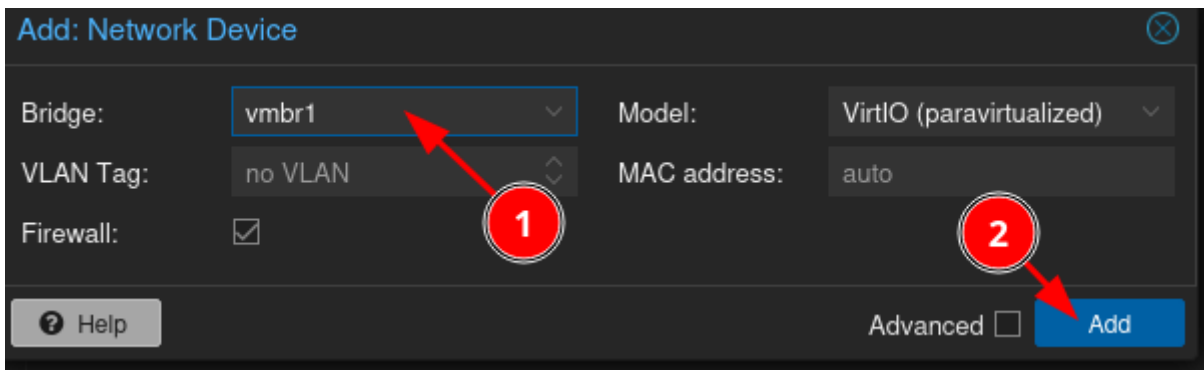 Add: Network Device
Bridge: vmbr1 Model: VirtIO (paravirtualized)
VLAN Tag: no VLAN MAC address: auto
Firewall:
1
2
? Help Advanced Add